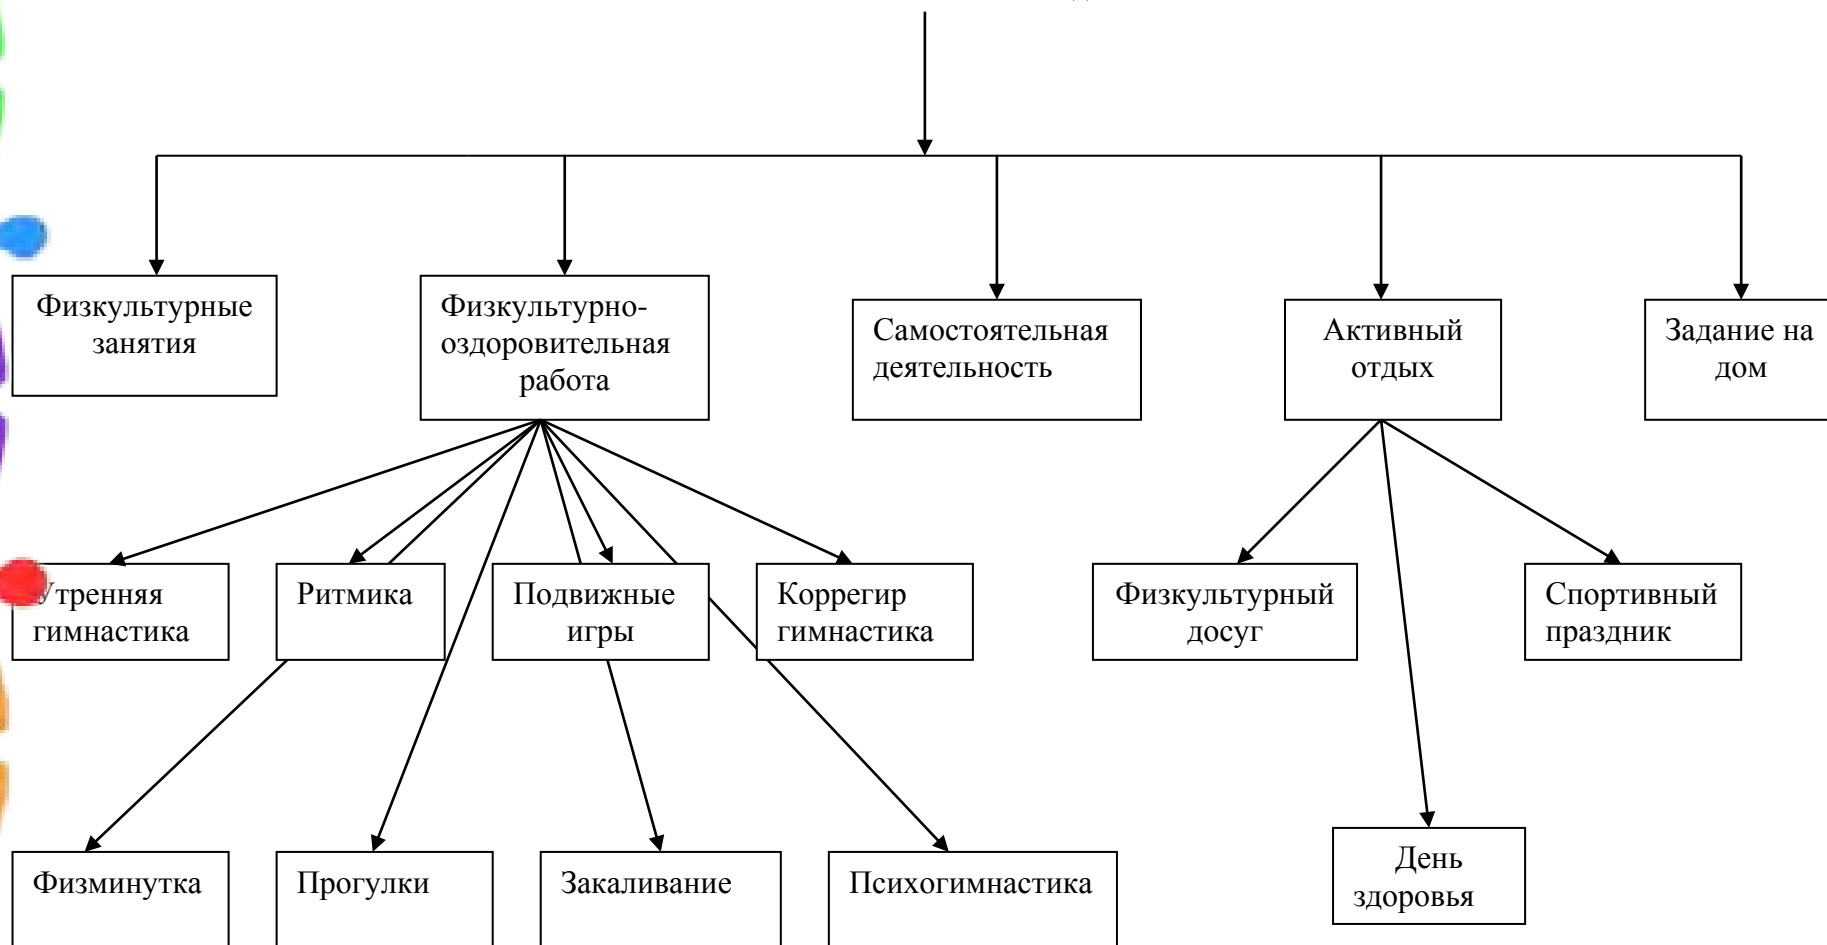 Физкультурные
занятия
Физкультурно-
оздоровительная
работа
Самостоятельная
деятельность
Активный
отдых
Задание на
дом
Утренняя
гимнастика
Ритмика
Подвижные
игры
Коррегир
гимнастика
Физкультурный
досуг
Спортивный
праздник
Физминутка
Прогулки
Закаливание
Психогимнастика
День
здоровья